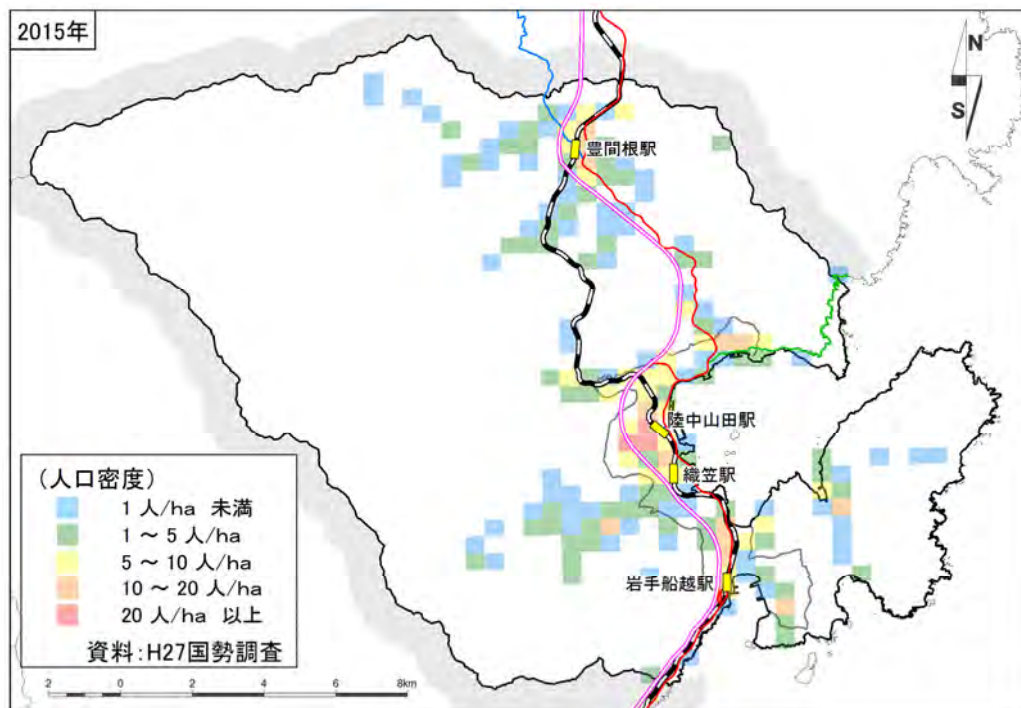 2015年
N
S
豊間根駅
陸中山田駅
織笠駅
岩手船越駅
(人口密度)
1 人/ha 未満
1 ～ 5 人/ha
5 ～ 10 人/ha
10 ～ 20 人/ha
20 人/ha 以上
資料:H27国勢調査
2 0 2 4 6 8km